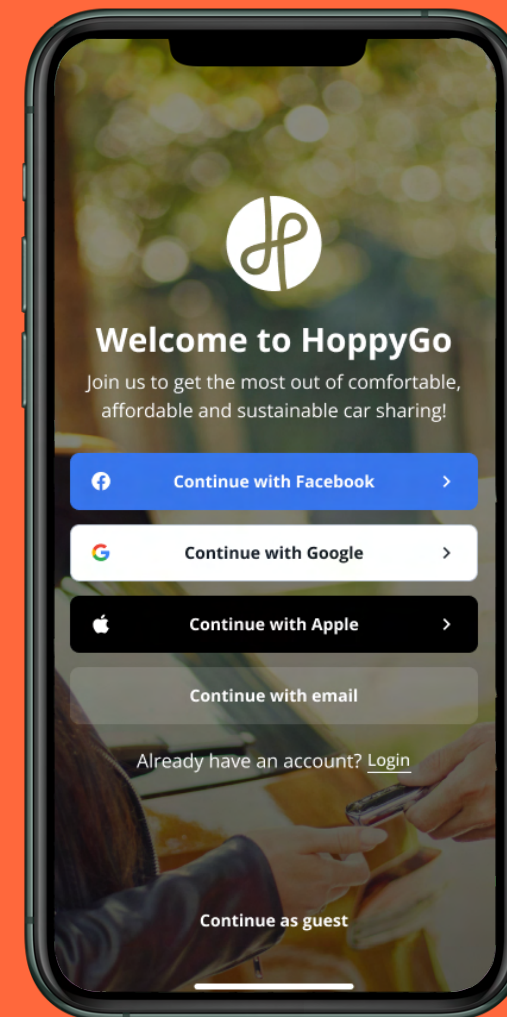 Welcome to HoppyGo
Join us to get the most out of comfortable,
affordable and sustainable car sharing!
Continue with Facebook
Continue with Google
Continue with Apple
Continue with email
Already have an account? Login
Continue as guest